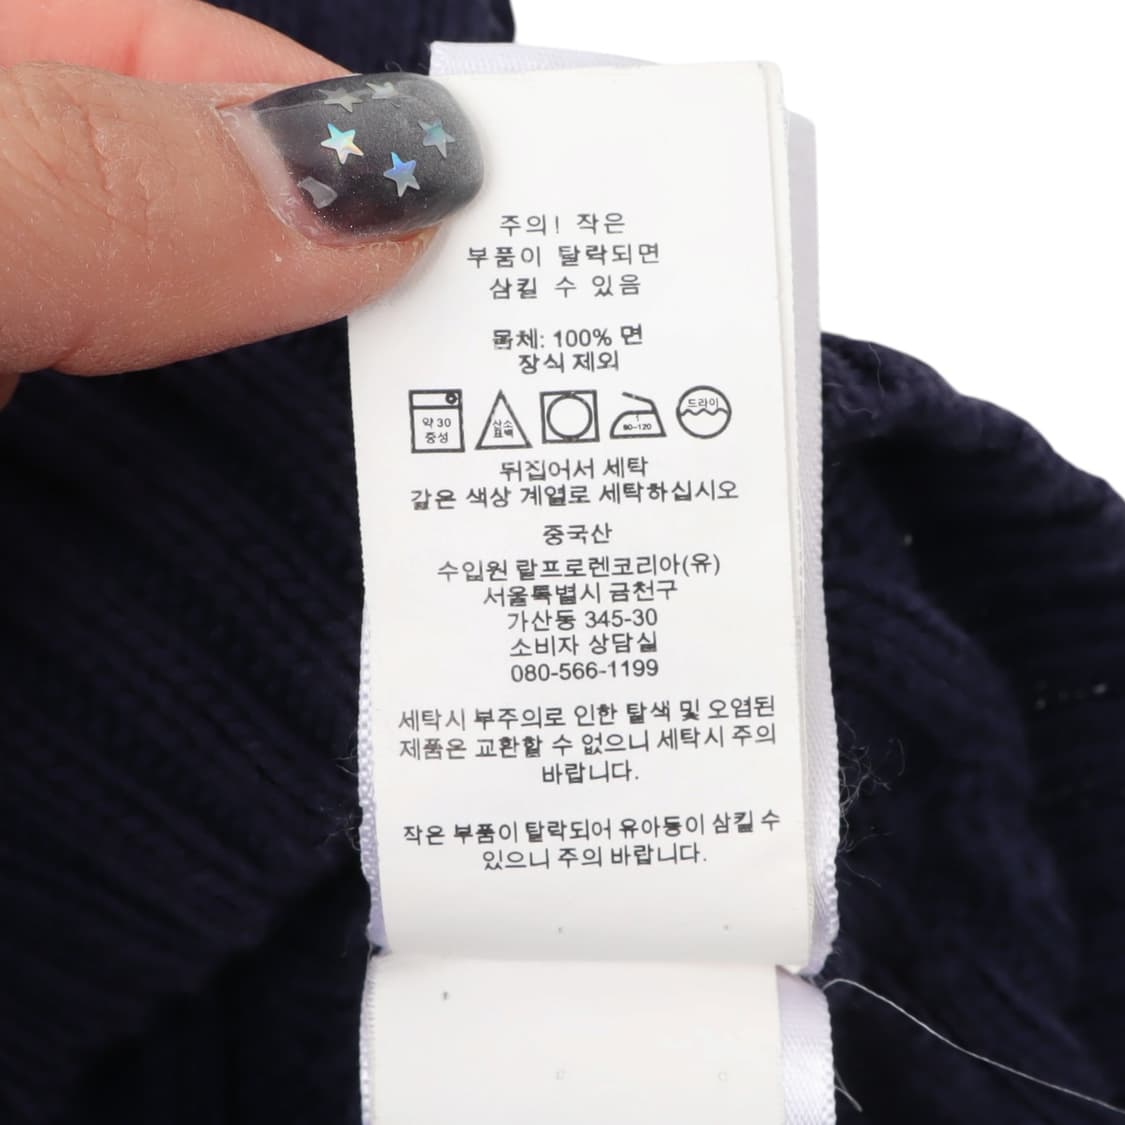 주의! 작은
부품이 탈락되면
삼킬 수 있음
몸체: 100% 면
장식 제외
약 30
중성
산소
표백
80-120
드라이
뒤집어서 세탁
같은 색상 계열로 세탁하십시오
중국산
수입원 랄프로렌코리아(유)
서울특별시 금천구
가산동 345-30
소비자 상담실
080-566-1199
세탁시 부주의로 인한 탈색 및 오염된
제품은 교환할 수 없으니 세탁시 주의
바랍니다.
작은 부품이 탈락되어 유아등이 삼킬 수
있으니 주의 바랍니다.